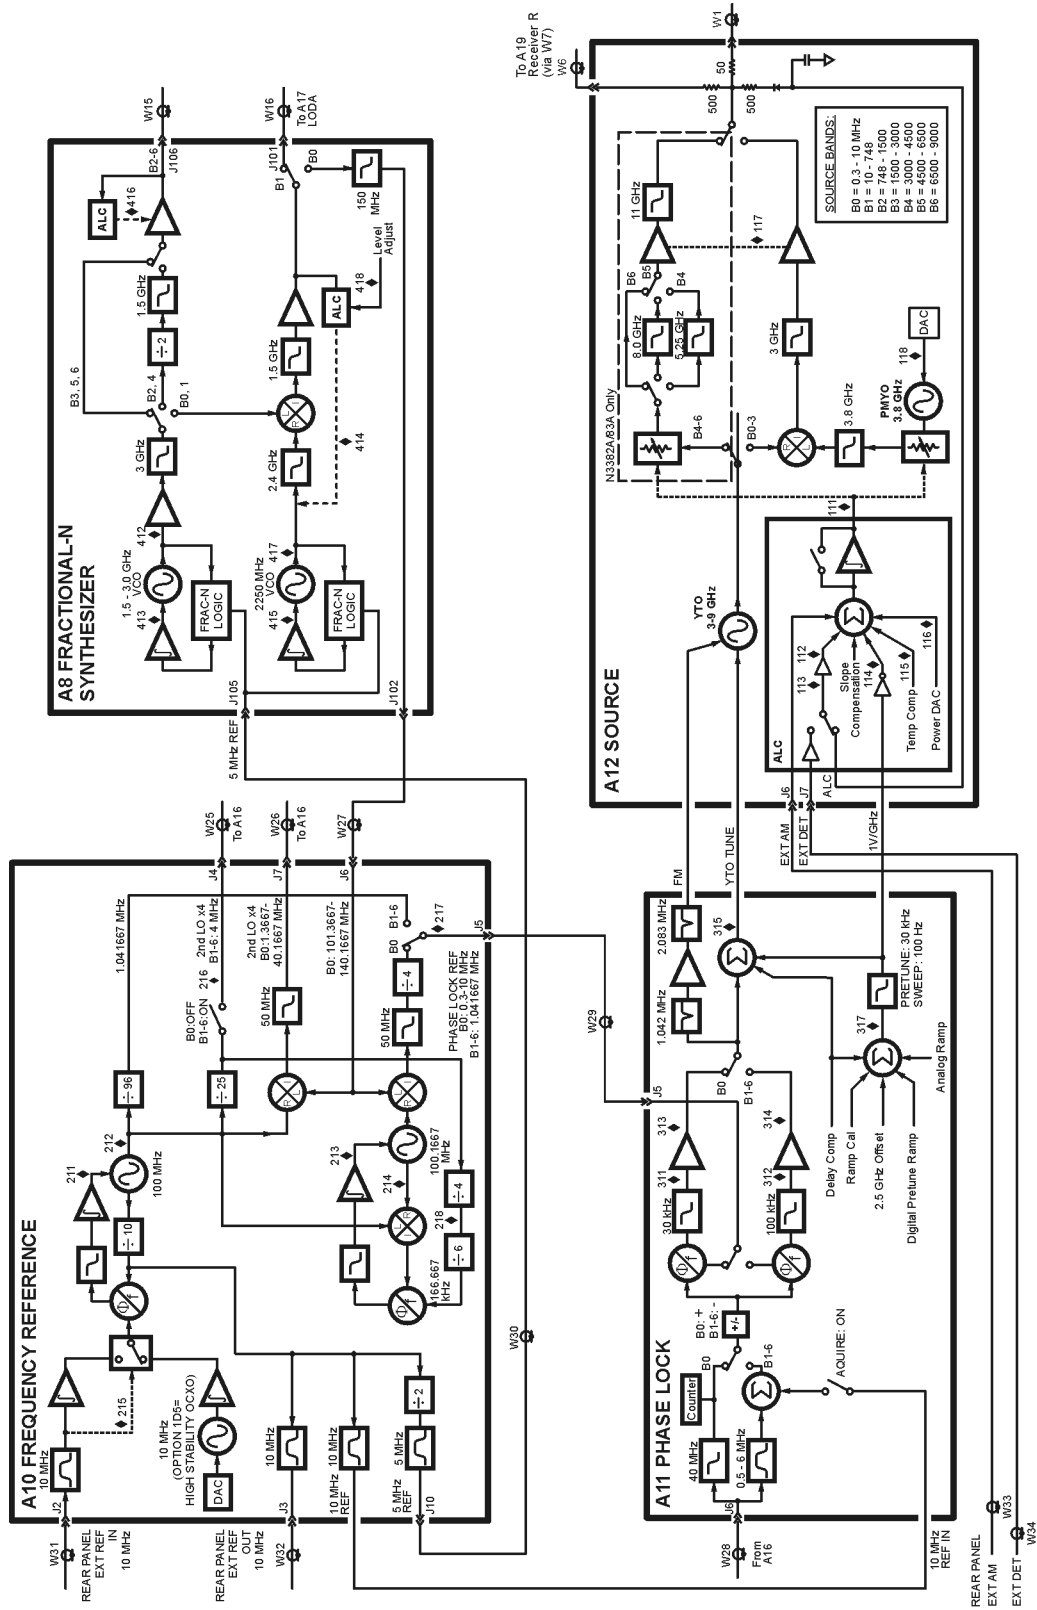 A10 FREQUENCY REFERENCE
W31
J2
10 MHz
REAR PANEL
EXT REF
IN
10 MHz
215
10 MHz
(OPTION 1D5=
HIGH STABILITY OCXO)
DAC
REAR PANEL
EXT REF
OUT
10 MHz
W32
J3
10 MHz
10 MHz
REF
10 MHz
5 MHz
REF
J10
5 MHz
÷ 2
Φ f
211
÷ 10
212
100 MHz
÷ 96
÷ 25
1.041667 MHz
B0:OFF
B1-6:ON
216
2nd LO x4
B1-6: 4 MHz
J4
W25
To A16
R
L
I
50 MHz
2nd LO x4
B0:1.3667-
40.1667 MHz
J7
W26
To A16
B0: 101.3667-
140.1667 MHz
J6
W27
213
214
100.1667
MHz
R
L
I
R
L
I
Φ f
166.667
kHz
÷ 6
218
÷ 4
50 MHz
÷ 4
B0
B1-6
217
PHASE LOCK REF
B0: 0.3-10 MHz
B1-6: 1.041667 MHz
J5
W30
W29
A8 FRACTIONAL-N
SYNTHESIZER
5 MHz REF
J105
J102
413
1.5 - 3.0 GHz
VCO
412
FRAC-N
LOGIC
3 GHz
B3, 5, 6
B2, 4
B0, 1
÷ 2
1.5 GHz
ALC
416
B2-6
J106
W15
415
2250 MHz
VCO
417
FRAC-N
LOGIC
2.4 GHz
R
L
I
1.5 GHz
414
ALC
418
Level
Adjust
B1
B0
150
MHz
J101
W16
To A17
LODA
A11 PHASE LOCK
W28
From
A16
J6
40 MHz
0.5 - 6 MHz
Counter
Σ
B0
B1-6
B0: +
B1-6: -
+/-
AQUIRE: ON
10 MHz
REF IN
Φ f
Φ f
30 kHz
100 kHz
311
312
313
314
J5
B0
B1-6
1.042 MHz
2.083 MHz
FM
Σ
315
YTO TUNE
Delay Comp
Ramp Cal
2.5 GHz Offset
Digital Pretune Ramp
Analog Ramp
Σ
317
PRETUNE: 30 kHz
SWEEP: 100 Hz
1V/GHz
REAR PANEL
EXT AM
W33
EXT DET
W34
EXT AM
EXT DET
A12 SOURCE
J6
J7
ALC
ALC
113
112
Slope
Compensation
114
115
116
Temp Comp
Power DAC
Σ
111
YTO
3-9 GHz
N3382A/83A Only
B4-6
B0-3
8.0 GHz
5.25 GHz
B6
B5
B4
11 GHz
117
R
L
I
3 GHz
3.8 GHz
PMYO
3.8 GHz
118
DAC
500
500
50
W1
To A19
Receiver R
(via W7)
W6
SOURCE BANDS:
B0 = 0.3 - 10 MHz
B1 = 10 - 748
B2 = 748 - 1500
B3 = 1500 - 3000
B4 = 3000 - 4500
B5 = 4500 - 6500
B6 = 6500 - 9000